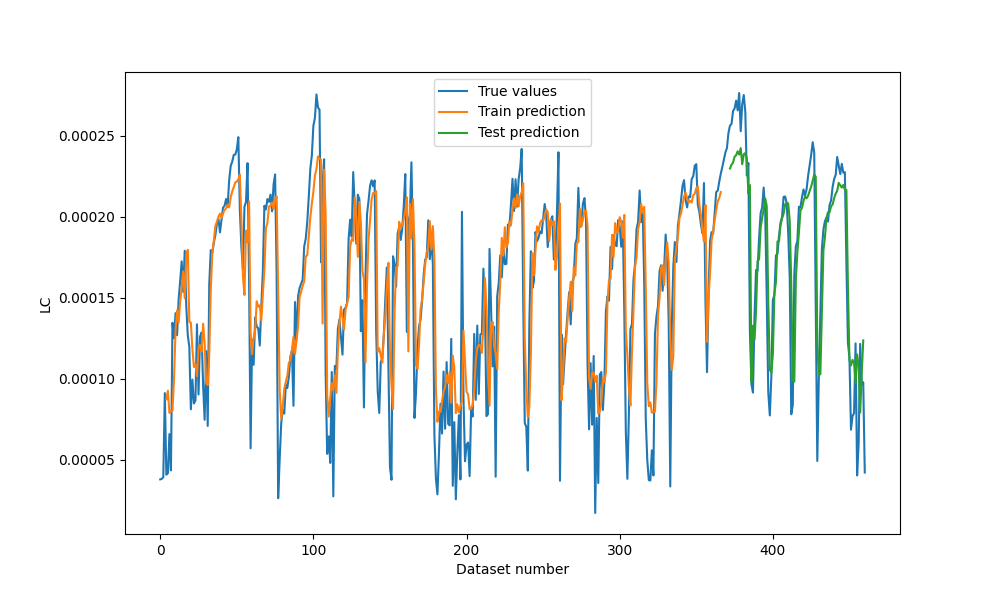 True values
Train prediction
Test prediction
0.00025
0.00020
0.00015
0.00010
0.00005
LC
0
100
200
300
400
Dataset number